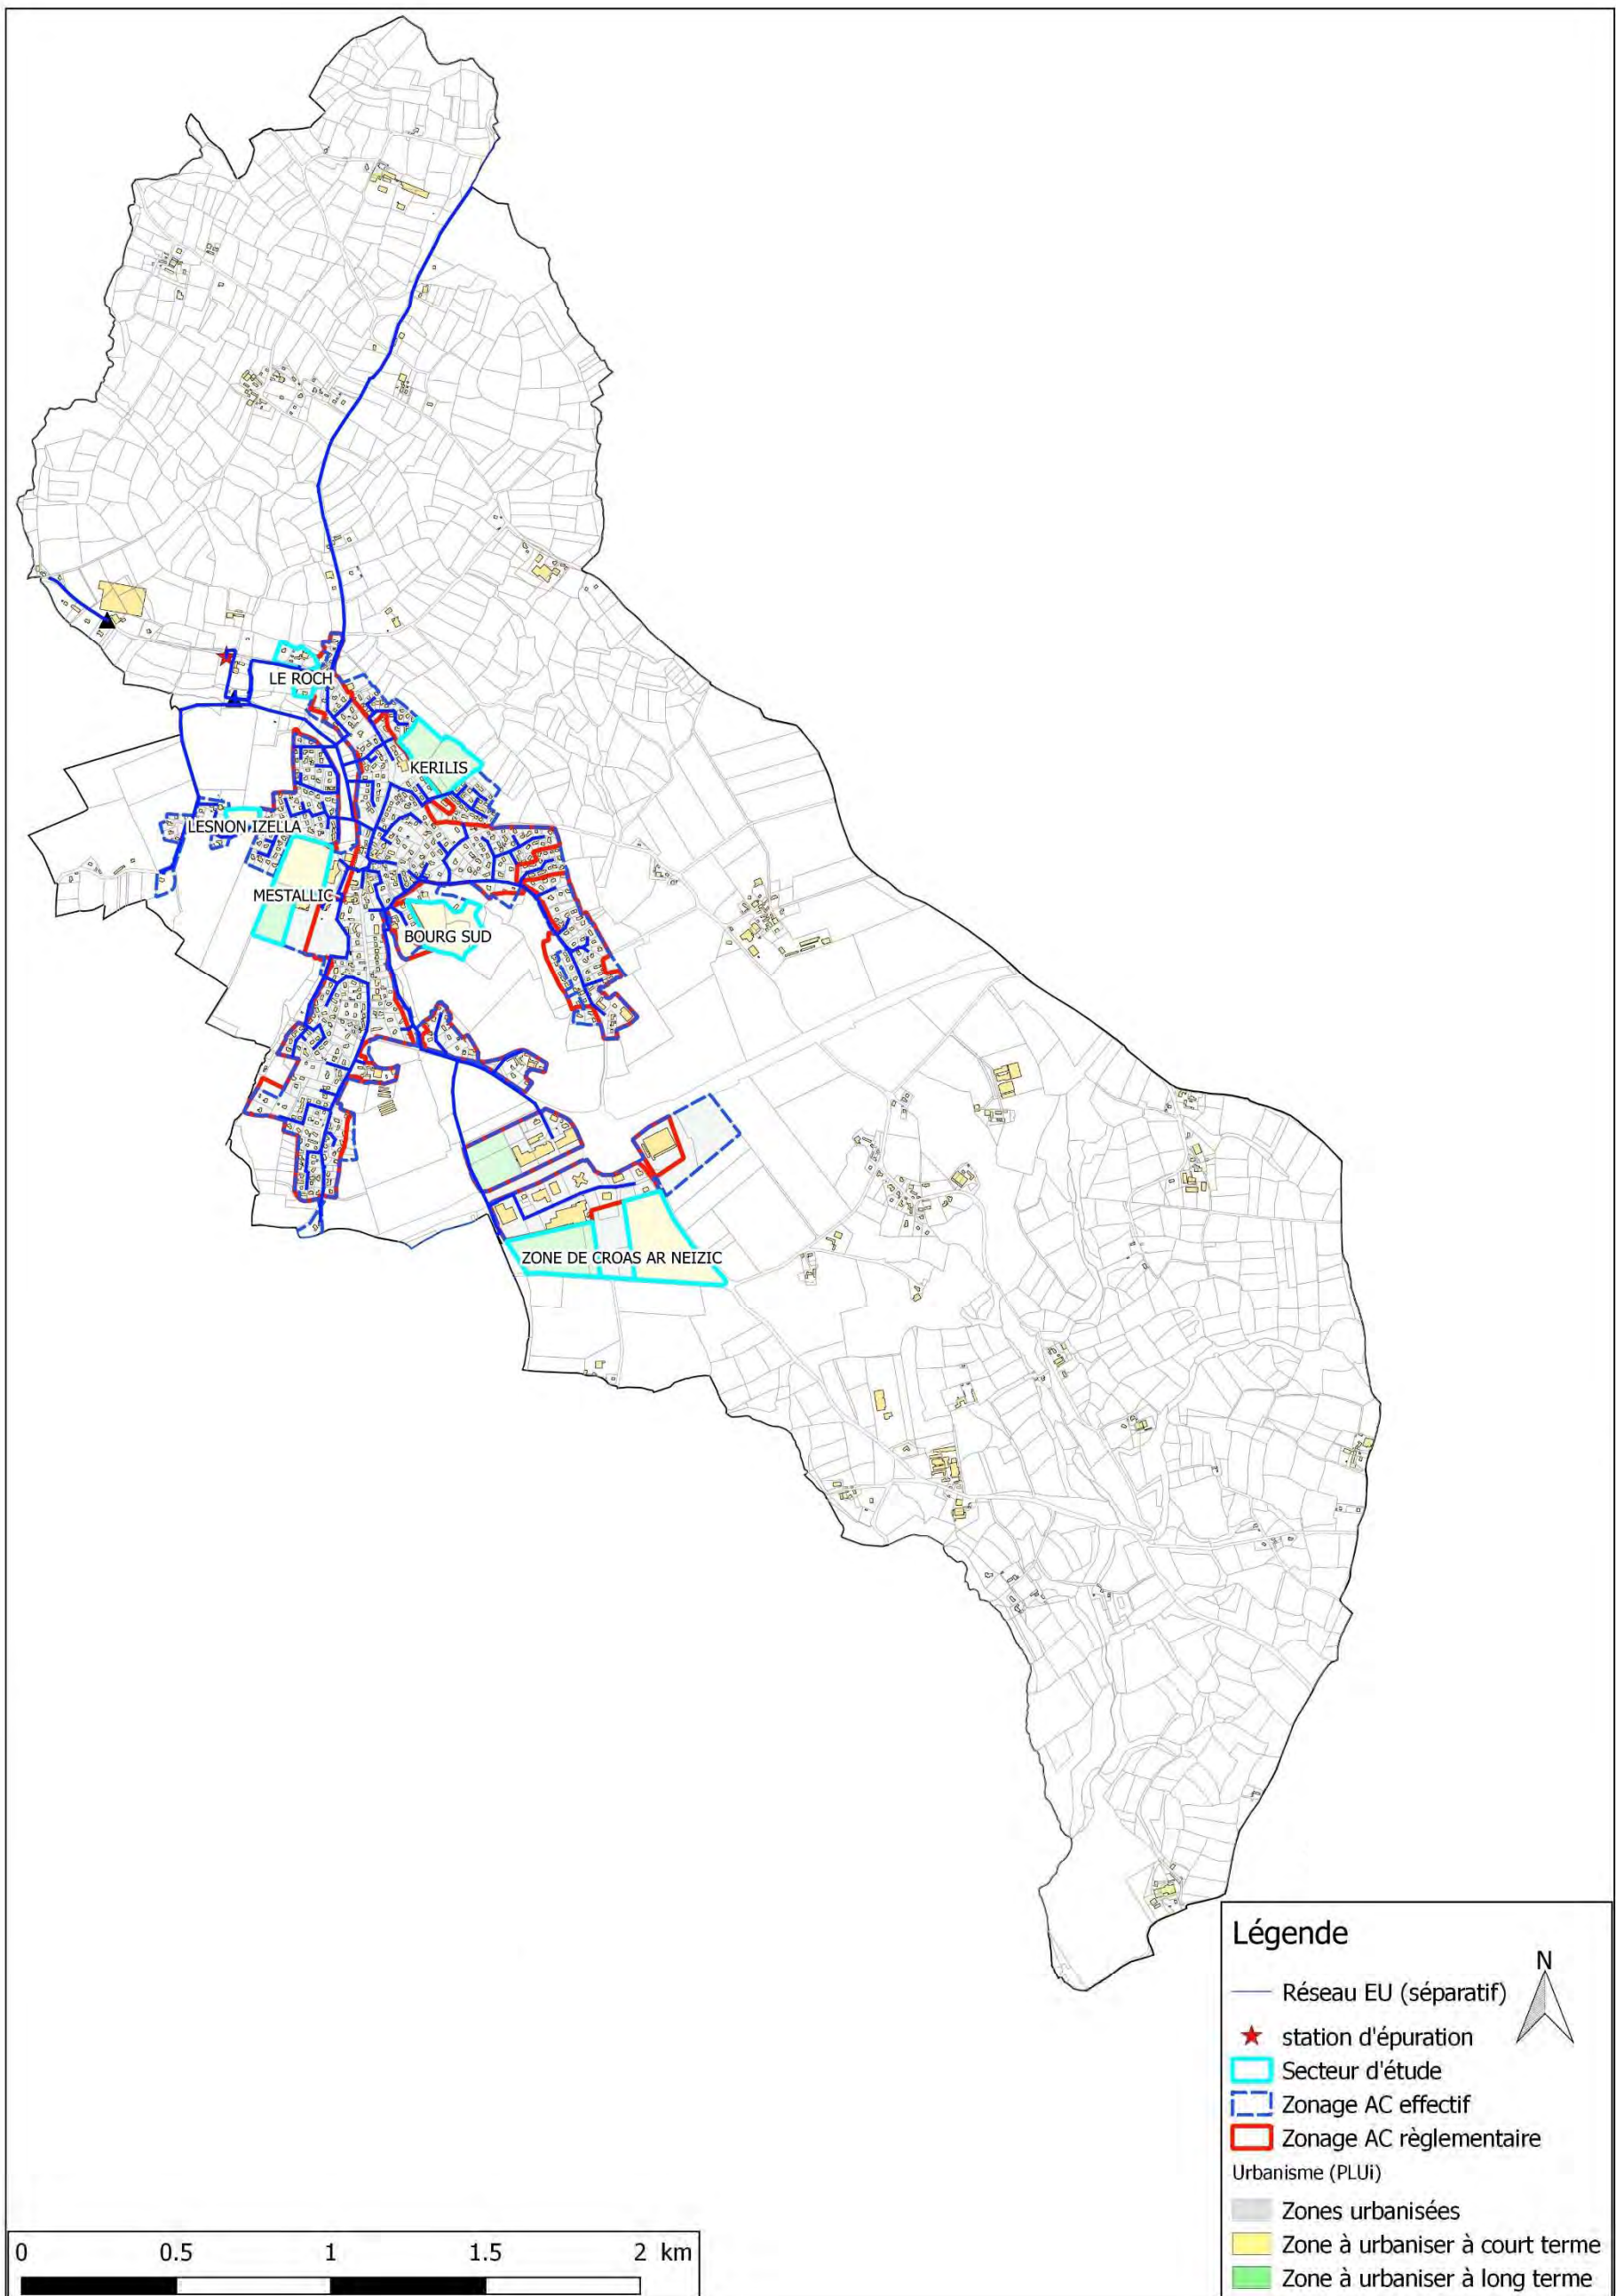 LE ROCH
KERILIS
LESNON IZELLA
MESTALLIC
BOURG SUD
ZONE DE CROAS AR NEIZIC
Légende
N
Réseau EU (séparatif)
station d'épuration
Secteur d'étude
Zonage AC effectif
Zonage AC règlementaire
Urbanisme (PLUi)
Zones urbanisées
Zone à urbaniser à court terme
Zone à urbaniser à long terme
0 0.5 1 1.5 2 km